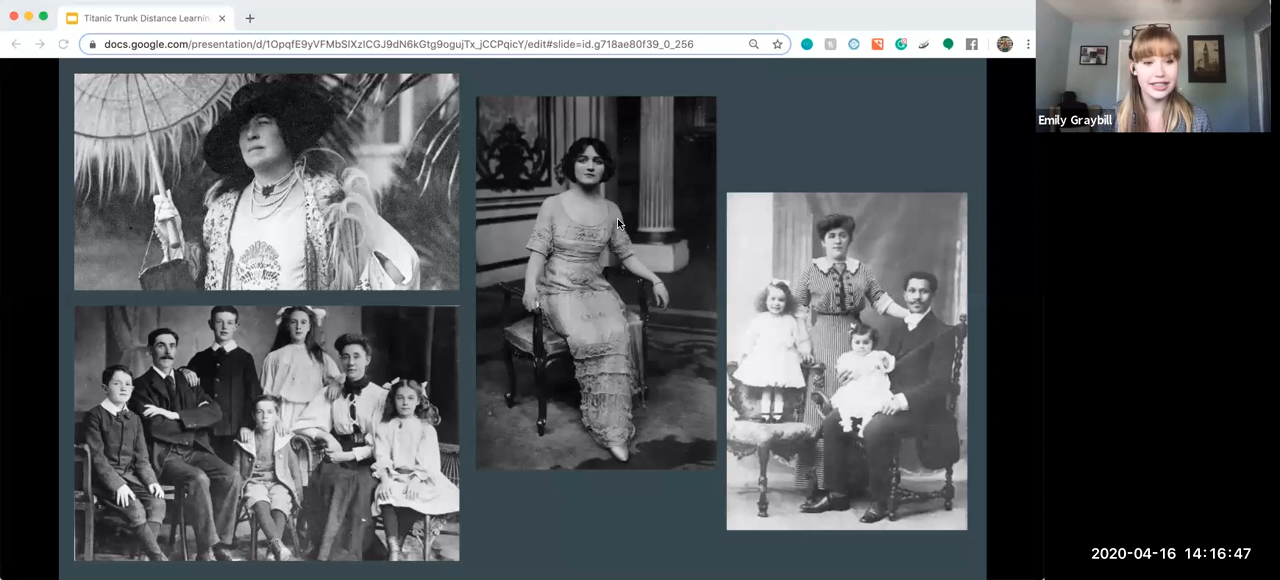 Titanic Trunk Distance Learnin
docs.google.com/presentation/d/1OpqfE9yVFMbSlXzICGJ9dN6kGtg9ogujTx_jCCPqicY/edit#slide=id.g718ae80f39_0_256
Emily Graybill
2020-04-16 14:16:47